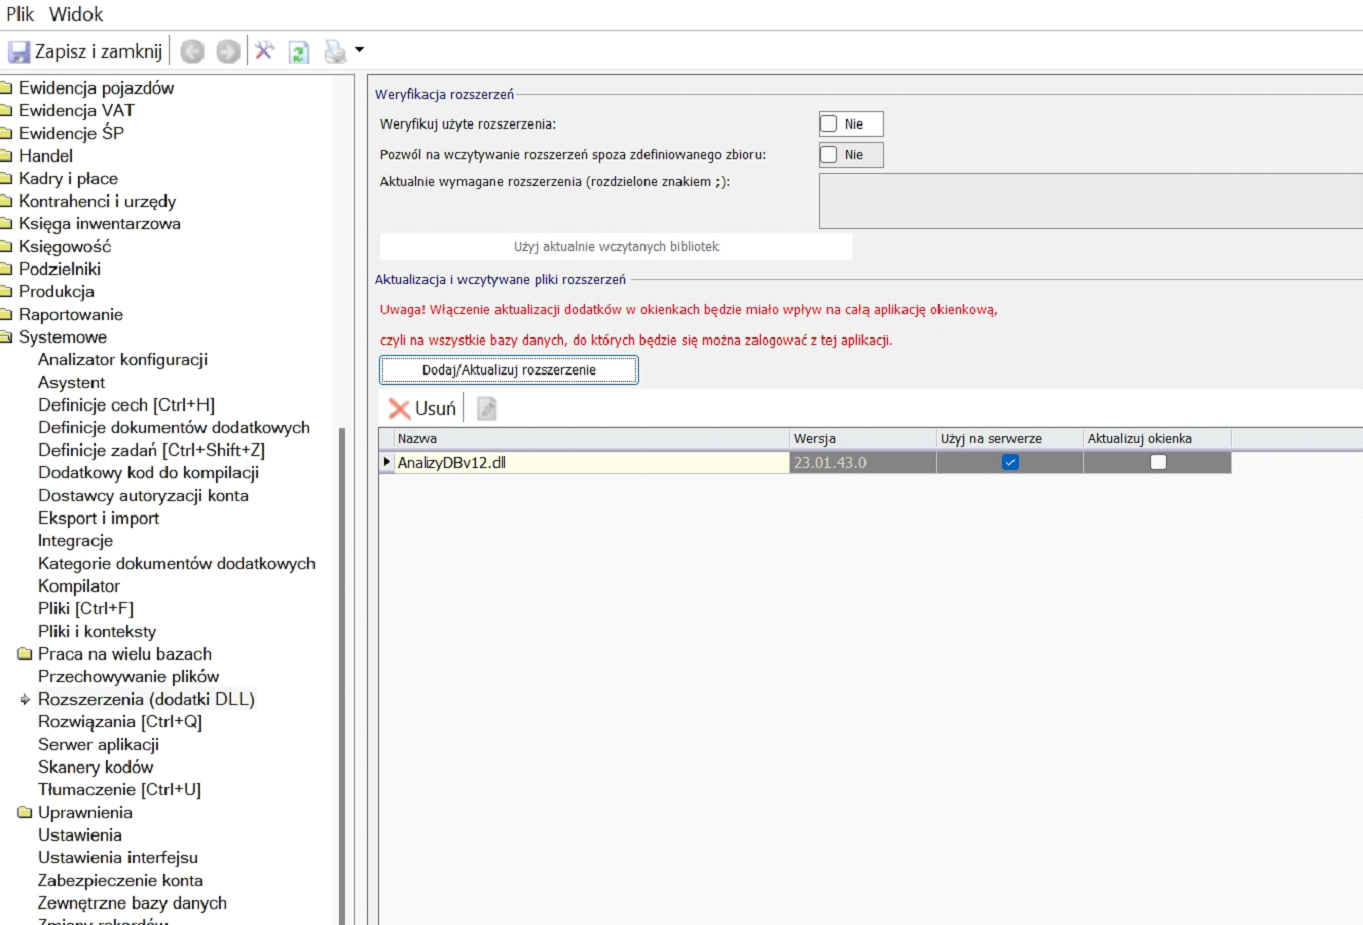 Plik Widok
Zapisz i zamknij
Ewidencja pojazdów
Ewidencja VAT
Ewidencje ŚP
Handel
Kadry i płace
Kontrahenci i urzędy
Księga inwentarzowa
Księgowość
Podzielniki
Produkcja
Raportowanie
Systemowe
Analizator konfiguracji
Asystent
Definicje cech [Ctrl+H]
Definicje dokumentów dodatkowych
Definicje zadań [Ctrl+Shift+Z]
Dodatkowy kod do kompilacji
Dostawcy autoryzacji konta
Eksport i import
Integracje
Kategorie dokumentów dodatkowych
Kompilator
Pliki [Ctrl+F]
Pliki i konteksty
Praca na wielu bazach
Przechowywanie plików
Rozszerzenia (dodatki DLL)
Rozwiązania [Ctrl+Q]
Serwer aplikacji
Skanery kodów
Tłumaczenie [Ctrl+U]
Uprawnienia
Ustawienia
Ustawienia interfejsu
Zabezpieczenie konta
Zewnętrzne bazy danych
Zmiany rekordów
Weryfikacja rozszerzeń
Weryfikuj użyte rozszerzenia: Nie
Pozwól na wczytywanie rozszerzeń spoza zdefiniowanego zbioru: Nie
Aktualnie wymagane rozszerzenia (rozdzielone znakiem ;):
Użyj aktualnie wczytanych bibliotek
Aktualizacja i wczytywane pliki rozszerzeń
Uwaga! Włączenie aktualizacji dodatków w okienkach będzie miało wpływ na całą aplikację okienkową,
czyli na wszystkie bazy danych, do których będzie się można zalogować z tej aplikacji.
Dodaj/Aktualizuj rozszerzenie
Usuń
Nazwa Wersja Użyj na serwerze Aktualizuj okienka
AnalizyDBv12.dll 23.01.43.0